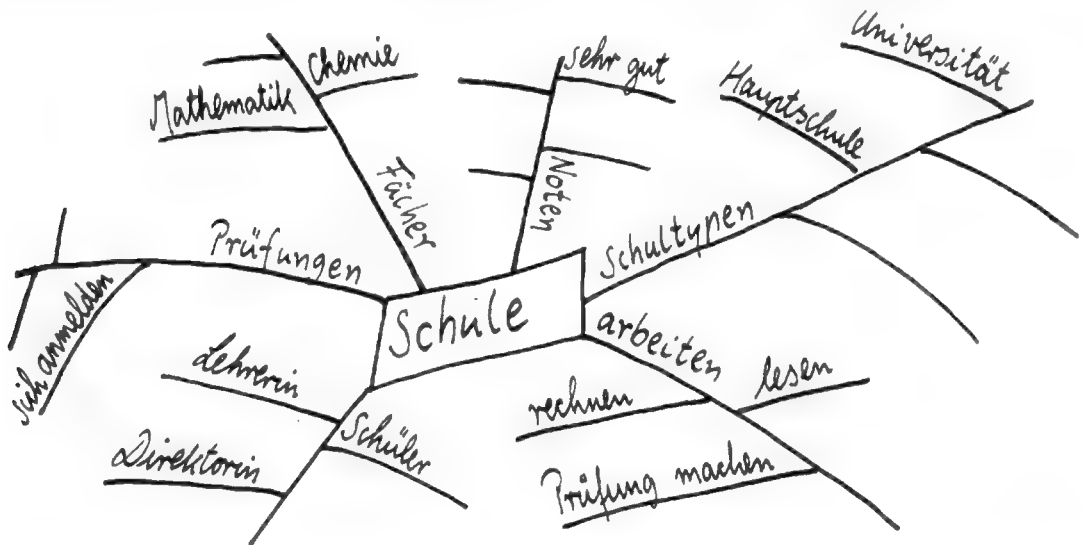 Universität
Chemie
sehr gut
Hauptschule
Mathematik
Fächer
Noten
Schultypen
Prüfungen
Schule
arbeiten
sich anmelden
Lehrerin
lesen
rechnen
Schüler
Direktorin
Prüfung machen